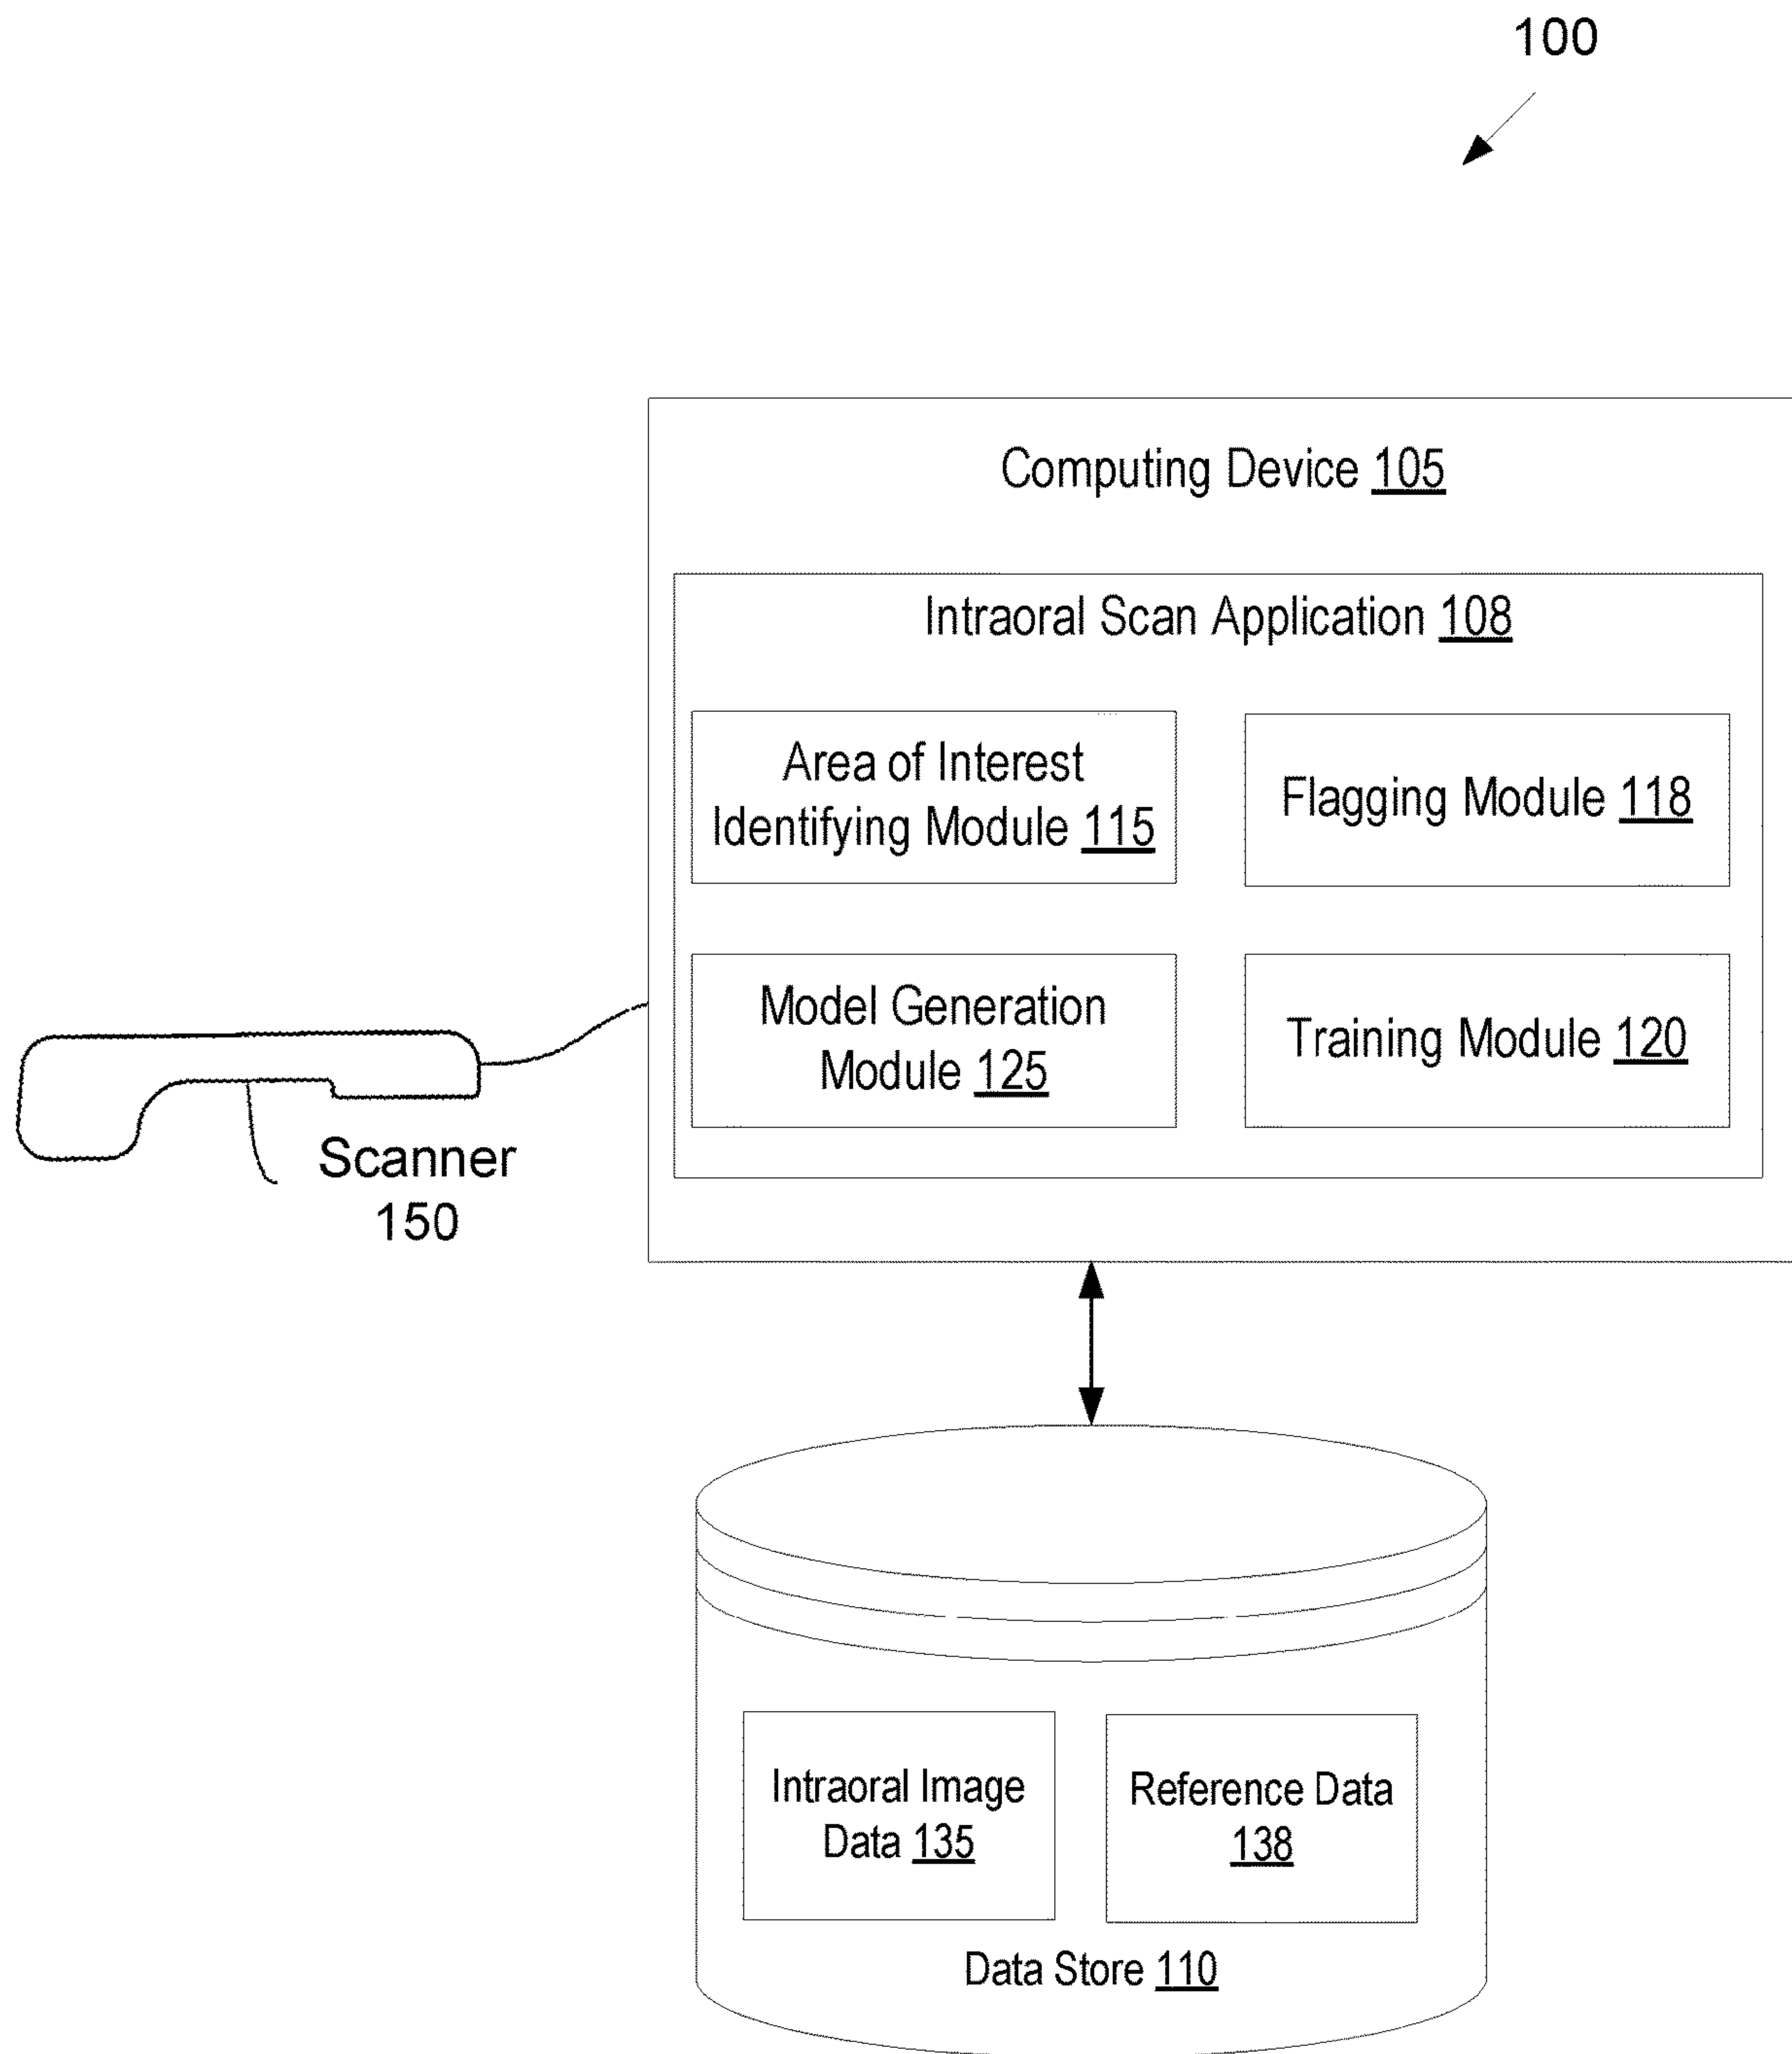 100
Computing Device 105
Intraoral Scan Application 108
Area of Interest
Identifying Module 115
Flagging Module 118
Model Generation
Module 125
Training Module 120
Scanner
150
Intraoral Image
Data 135
Reference Data
138
Data Store 110